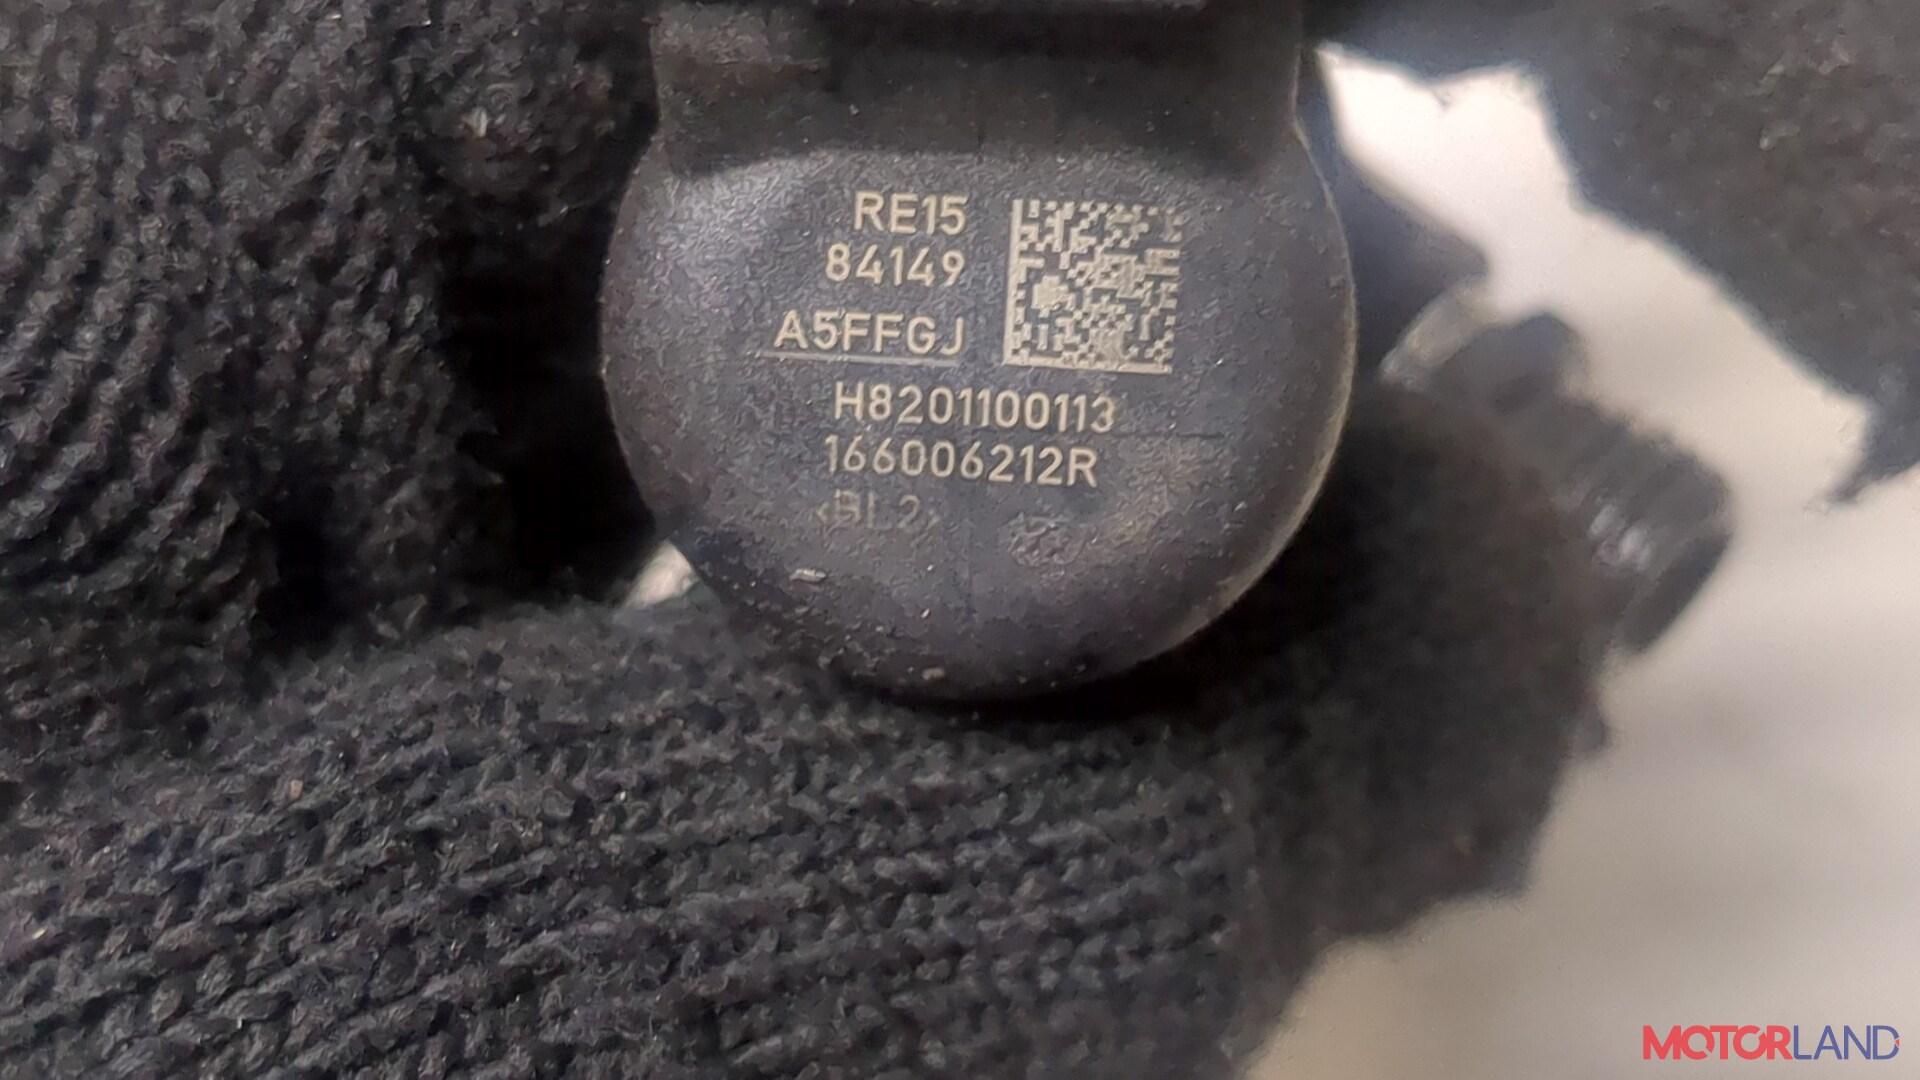 RE15
84149
A5FFGJ
H8201100113
166006212R
<BL2>
MOTORLAND